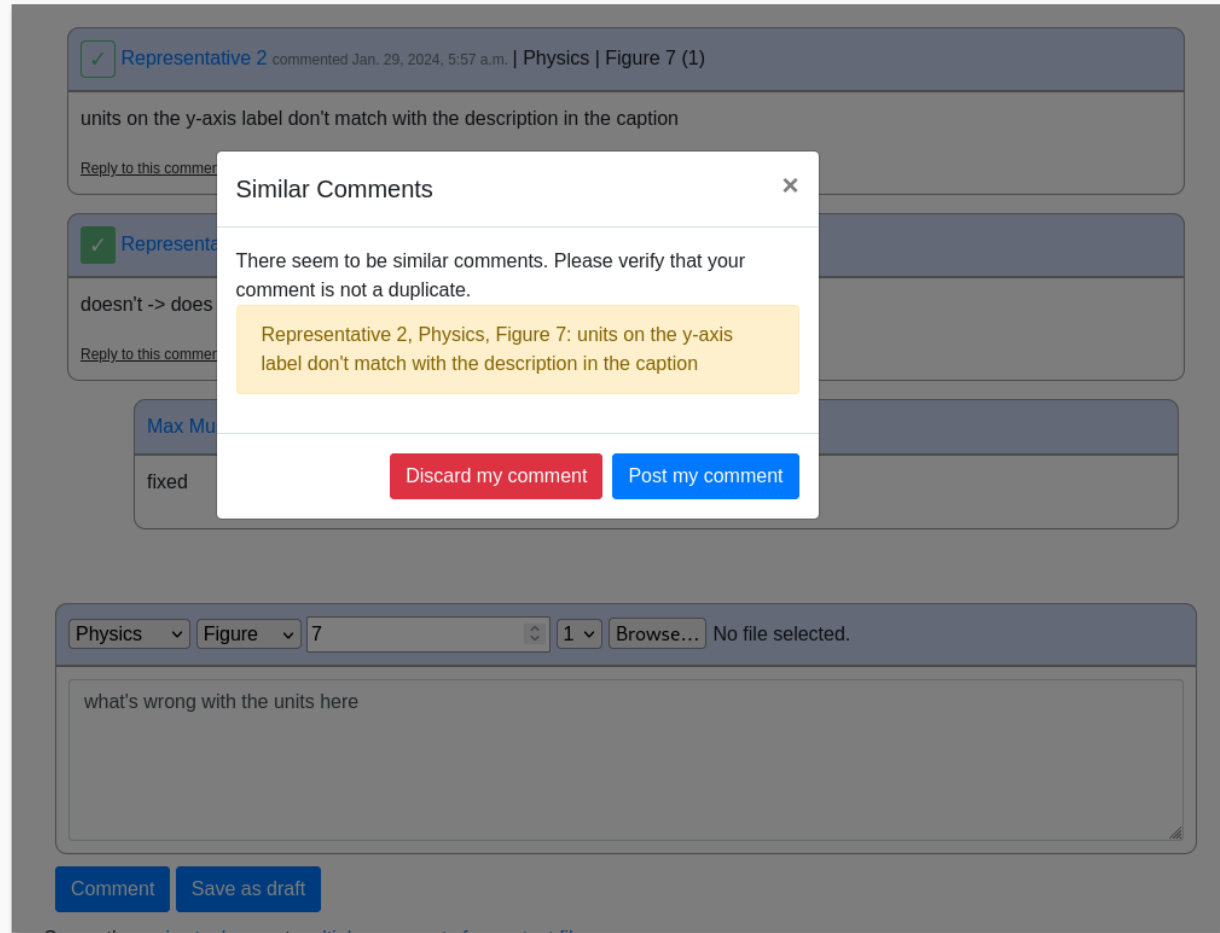 ✓ Representative 2 commented Jan. 29, 2024, 5:57 a.m. | Physics | Figure 7 (1)
units on the y-axis label don't match with the description in the caption
Reply to this
Similar Comments ×
✓
There seem to be similar comments. Please verify that your
comment is not a duplicate.
doesn't -> does
Representative 2, Physics, Figure 7: units on the y-axis
label don't match with the description in the caption
Reply to this
Max
fixed
Discard my comment Post my comment
Physics Figure 7 1 Browse... No file selected.
what's wrong with the units here
Comment Save as draft